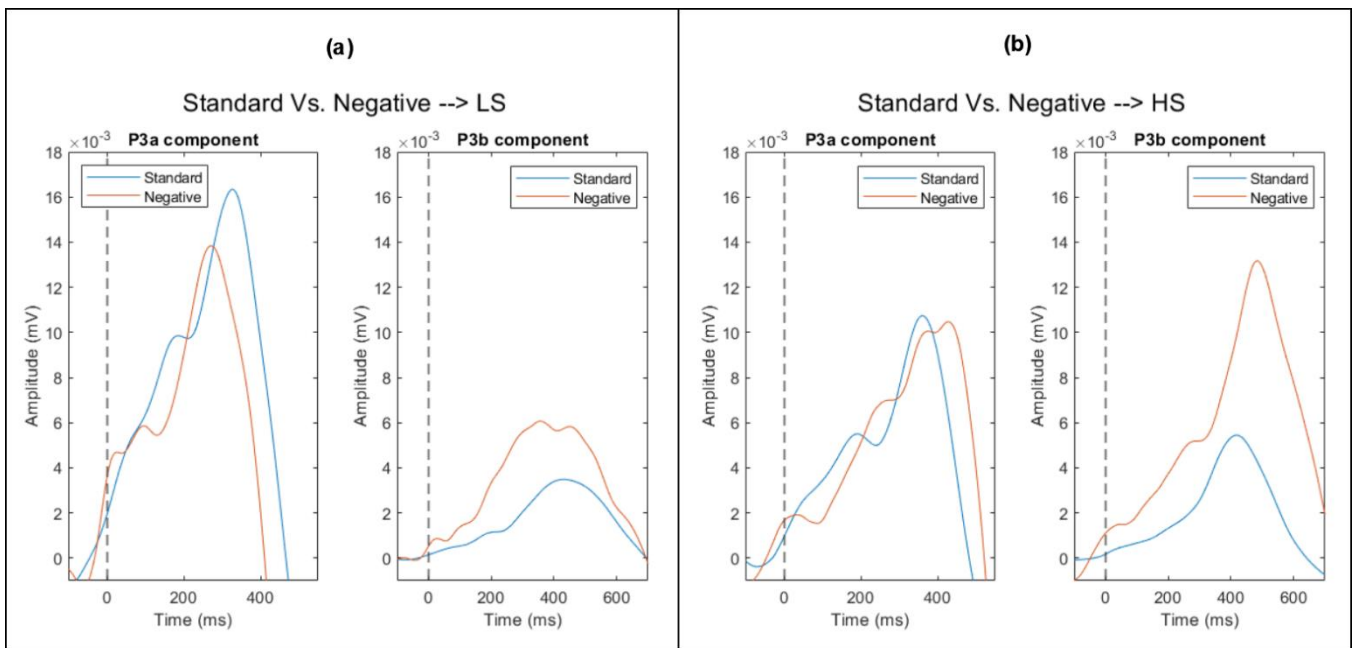 (a)
Standard Vs. Negative --> LS
×10⁻³
P3a component
18
16
14
12
10
8
6
4
2
0
Amplitude (mV)
Standard
Negative
0 200 400
Time (ms)
×10⁻³
P3b component
18
16
14
12
10
8
6
4
2
0
Amplitude (mV)
Standard
Negative
0 200 400 600
Time (ms)
(b)
Standard Vs. Negative --> HS
×10⁻³
P3a component
18
16
14
12
10
8
6
4
2
0
Amplitude (mV)
Standard
Negative
0 200 400
Time (ms)
×10⁻³
P3b component
18
16
14
12
10
8
6
4
2
0
Amplitude (mV)
Standard
Negative
0 200 400 600
Time (ms)